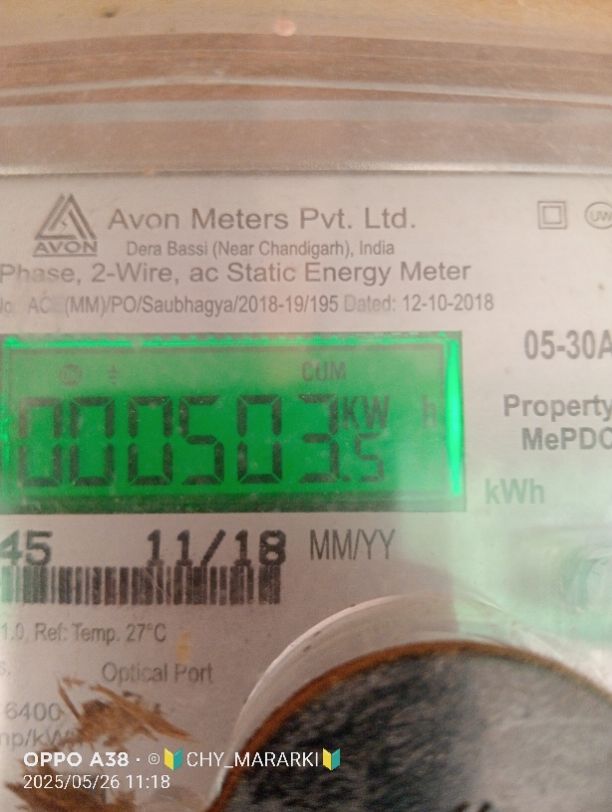 Avon Meters Pvt. Ltd.
AVON
Dera Bassi (Near Chandigarh), India
Phase, 2-Wire, ac Static Energy Meter
(MM)/PO/Saubhagya/2018-19/195 Dated: 12-10-2018
05-30A
CUM
000503.5 KW h
Property
MePDC
kWh
45 11/18 MM/YY
1.0, Ref: Temp. 27°C
Optical Port
6400
mp/kW
OPPO A38 · © 🔰CHY_MARARKI🔰
2025/05/26 11:18